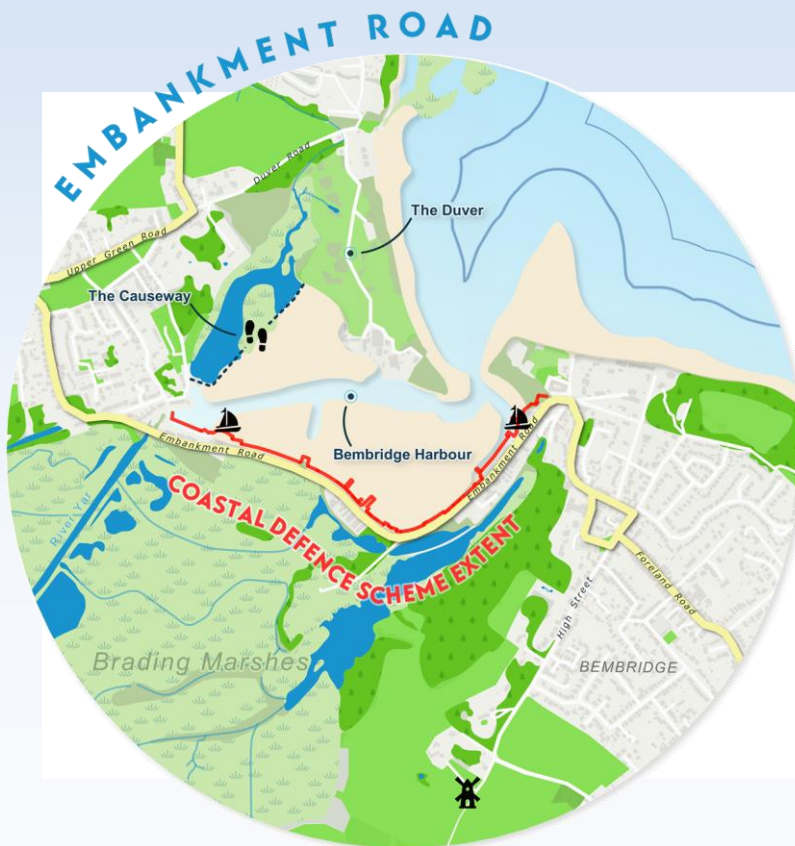 EMBANKMENT ROAD
Duver Road
The Duver
Upper Green Road
The Causeway
Embankment Road
Bembridge Harbour
Embankment Road
COASTAL DEFENCE SCHEME EXTENT
River Yar
Foreland Road
High Street
Brading Marshes
BEMBRIDGE